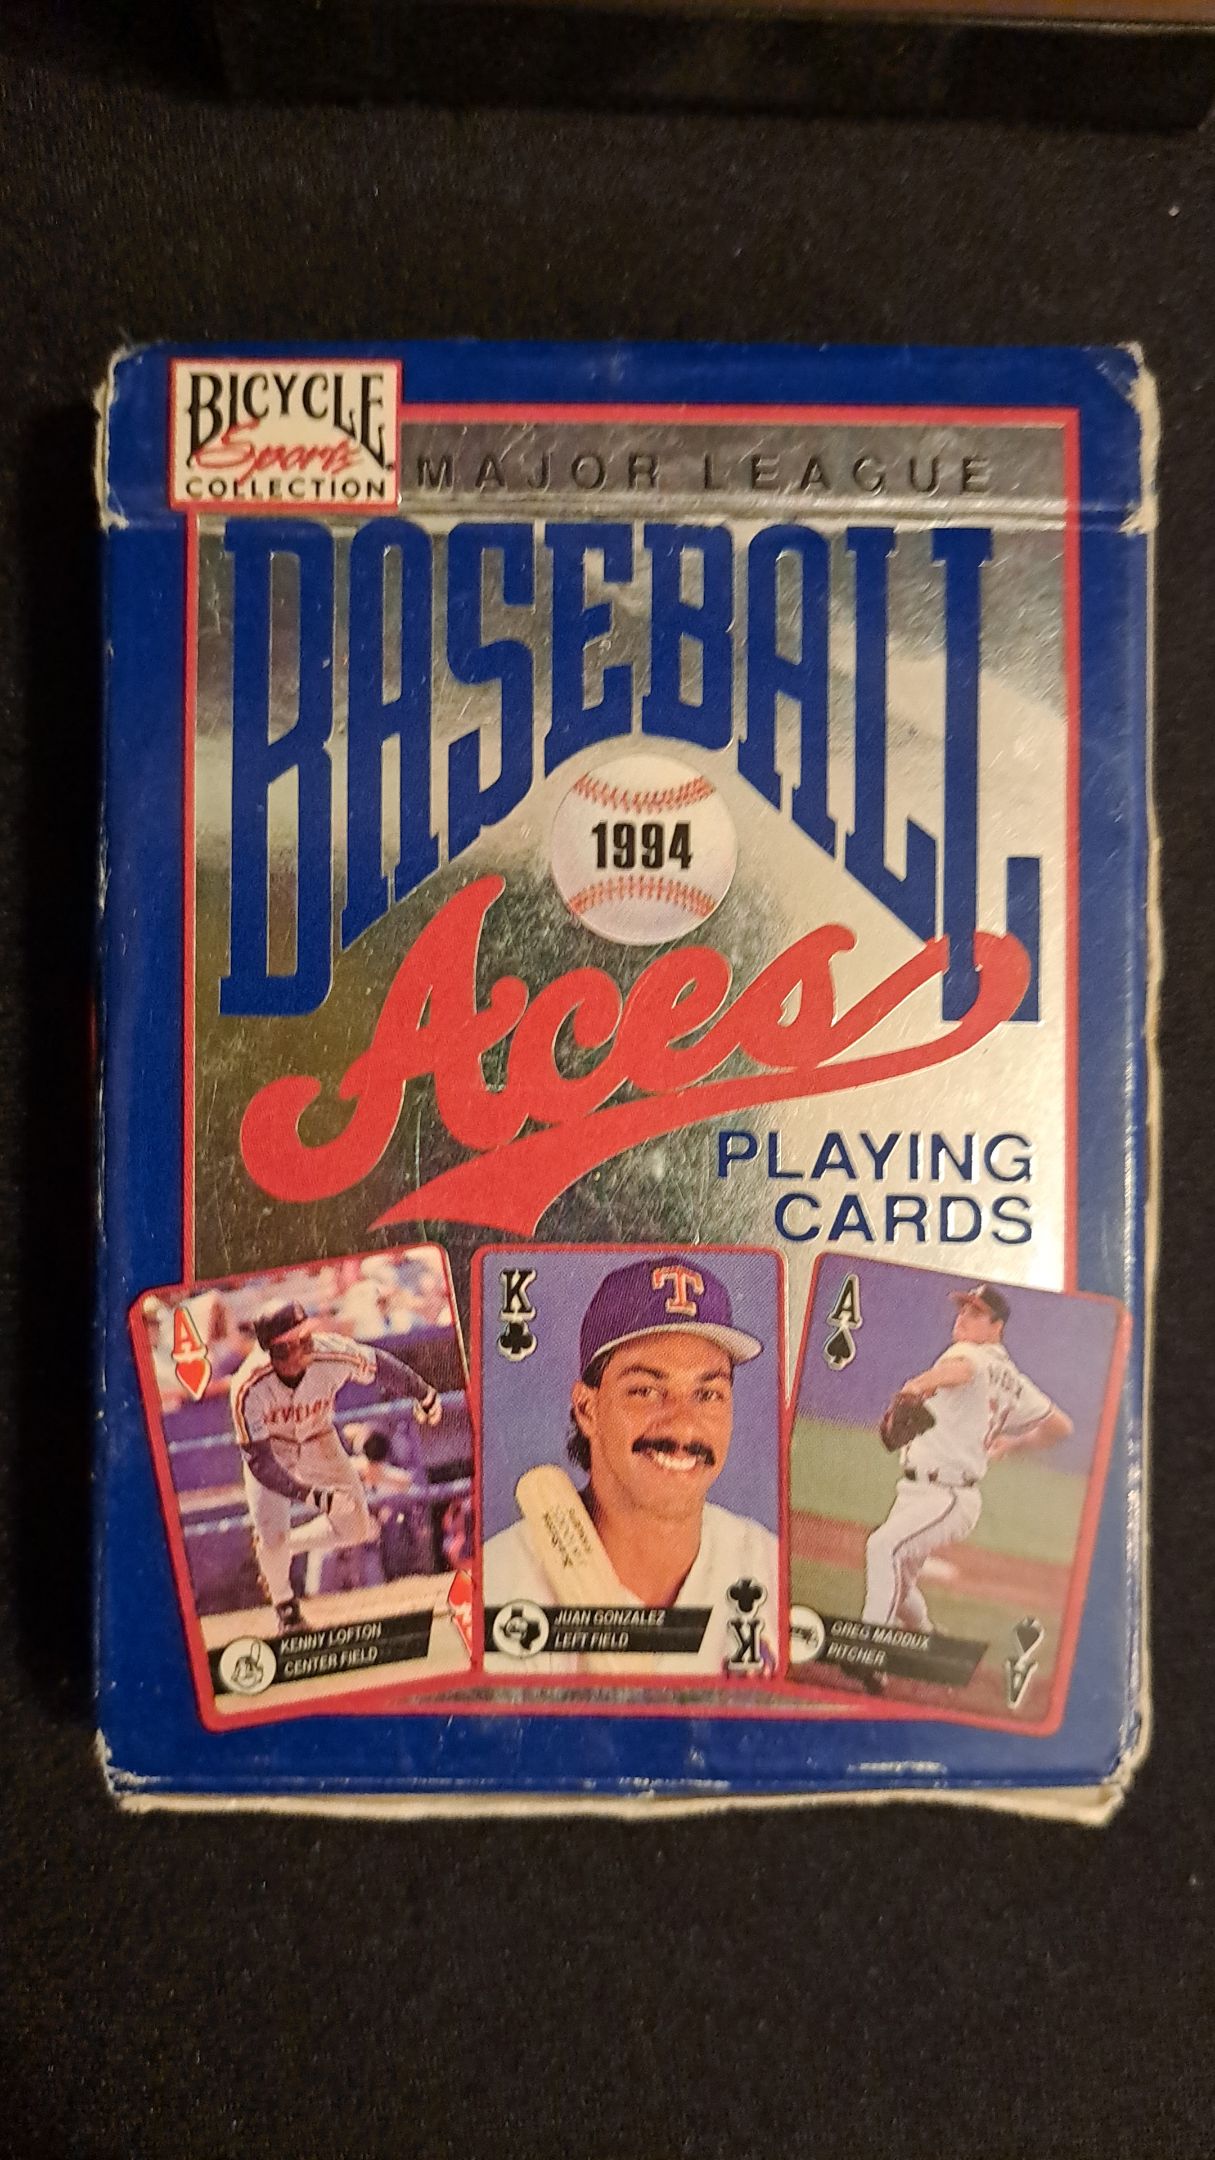 BICYCLE
Sports
COLLECTION
MAJOR LEAGUE
BASEBALL
1994
Aces
PLAYING
CARDS
A
K
T
A
KENNY LOFTON
CENTER FIELD
JUAN GONZALEZ
LEFT FIELD
K
GREG MADDUX
PITCHER
A